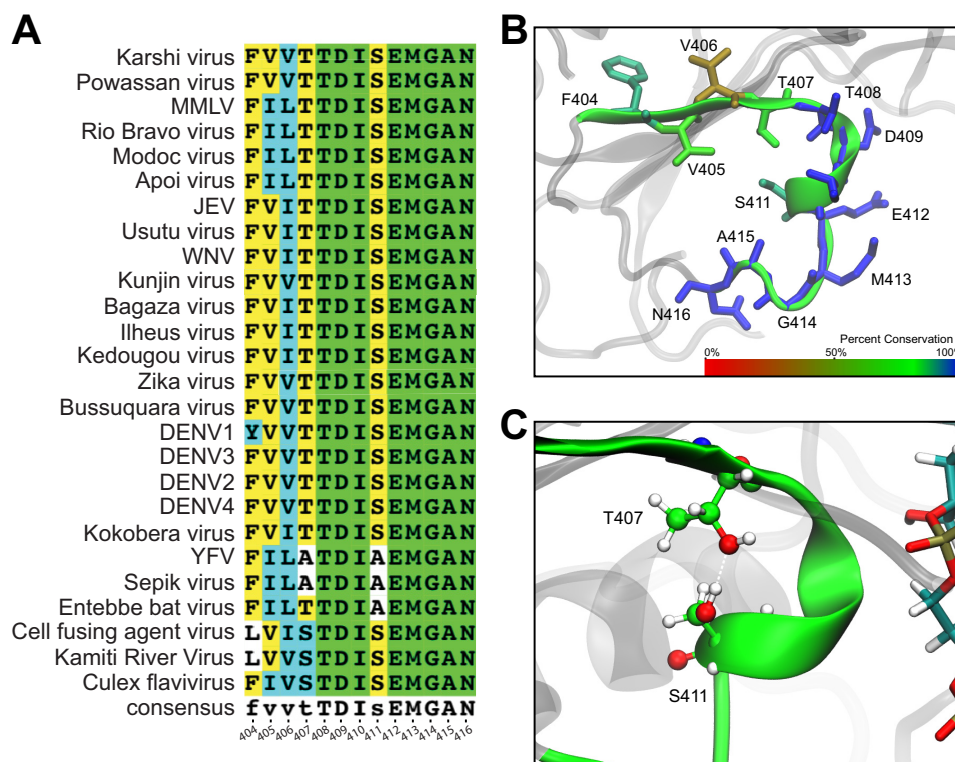 A
Karshi virus FVVTTDISEMGAN
Powassan virus FVVTTDISEMGAN
MMLV FILTTDISEMGAN
Rio Bravo virus FILTTDISEMGAN
Modoc virus FILTTDISEMGAN
Apoi virus FILTTDISEMGAN
JEV FVITTDISEMGAN
Usutu virus FVITTDISEMGAN
WNV FVITTDISEMGAN
Kunjin virus FVITTDISEMGAN
Bagaza virus FVITTDISEMGAN
Ilheus virus FVITTDISEMGAN
Kedougou virus FVITTDISEMGAN
Zika virus FVVTTDISEMGAN
Bussuquara virus FVVTTDISEMGAN
DENV1 YVVTTDISEMGAN
DENV3 FVVTTDISEMGAN
DENV2 FVVTTDISEMGAN
DENV4 FVVTTDISEMGAN
Kokobera virus FVITTDISEMGAN
YFV FILATDIAEMGAN
Sepik virus FILATDIAEMGAN
Entebbe bat virus FILTTDIAEMGAN
Cell fusing agent virus LVISTDISEMGAN
Kamiti River Virus LVVSTDISEMGAN
Culex flavivirus FIVSTDISEMGAN
consensus fvvtTDIsEMGAN
404 405 406 407 408 409 410 411 412 413 414 415 416
B
V406
F404
T407
T408
D409
V405
S411
E412
A415
M413
N416
G414
Percent Conservation
0% 50% 100%
C
T407
S411